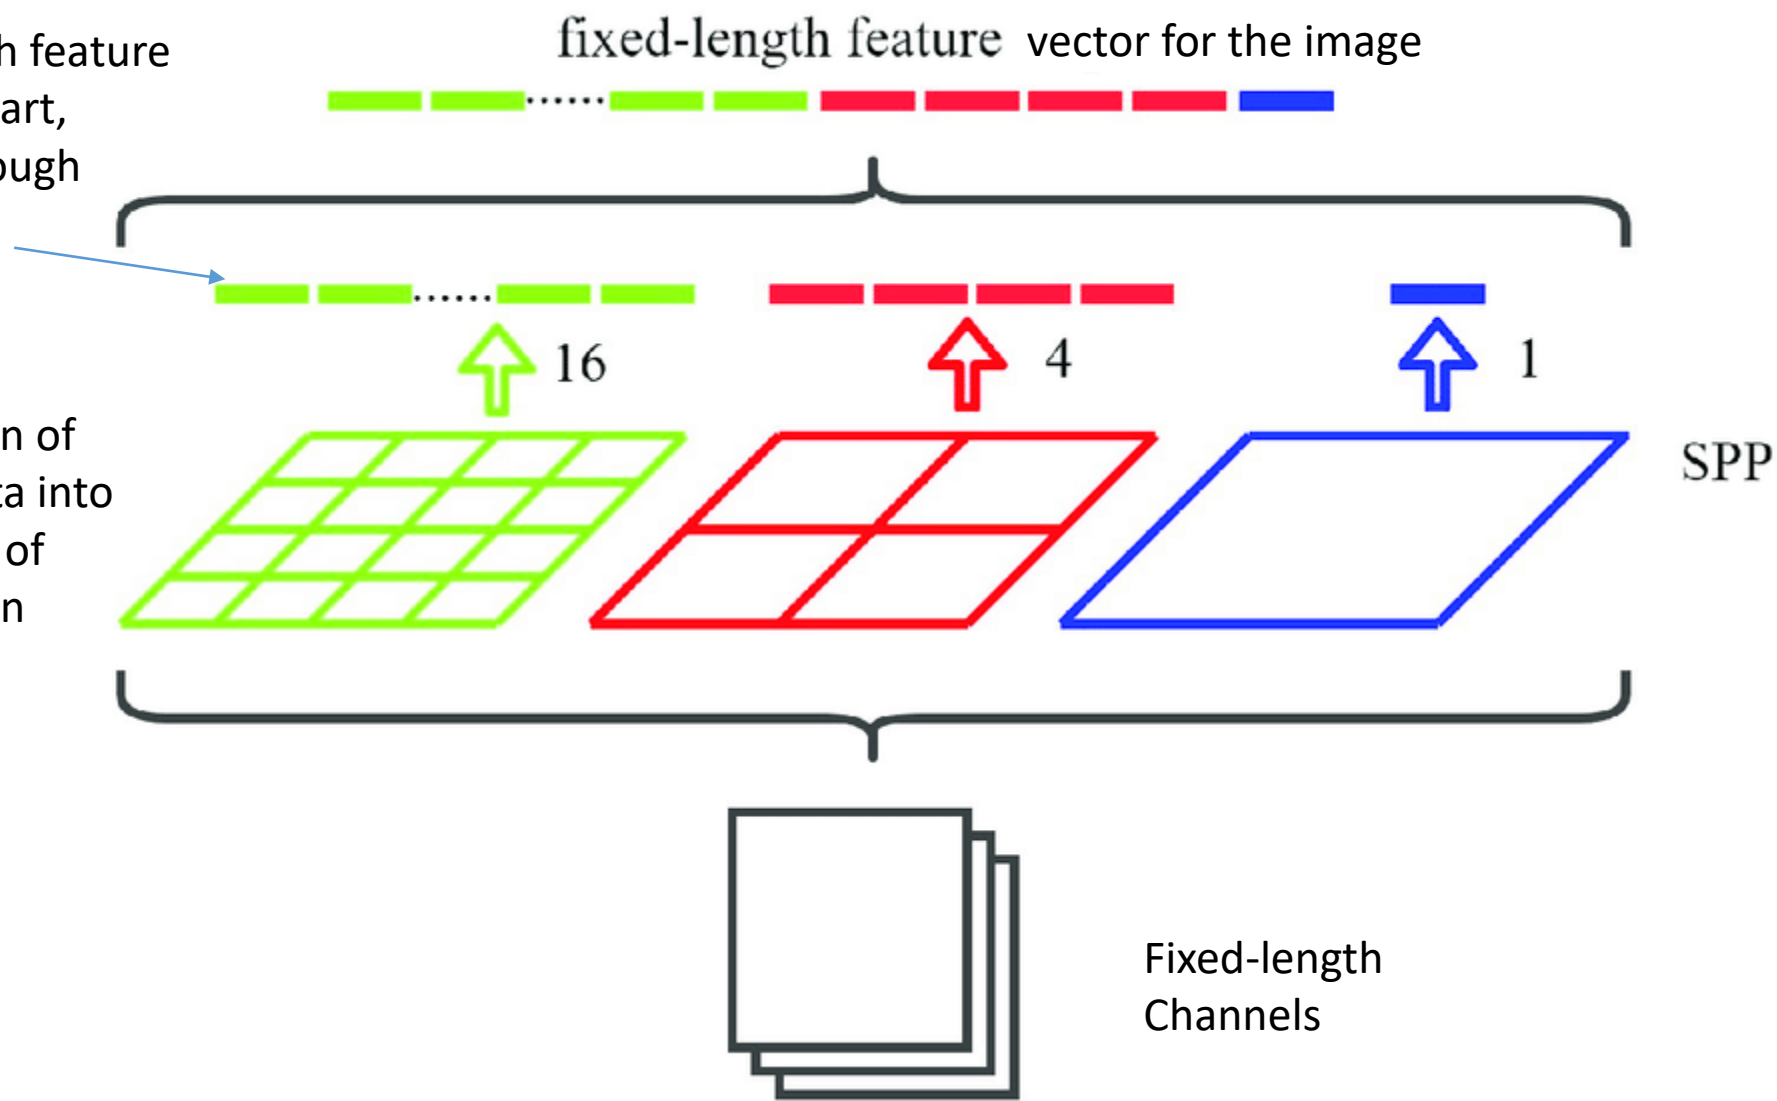 fixed-length feature vector for the image
h feature
art,
ough
16
4
1
n of
ta into
of
n
SPP
Fixed-length
Channels